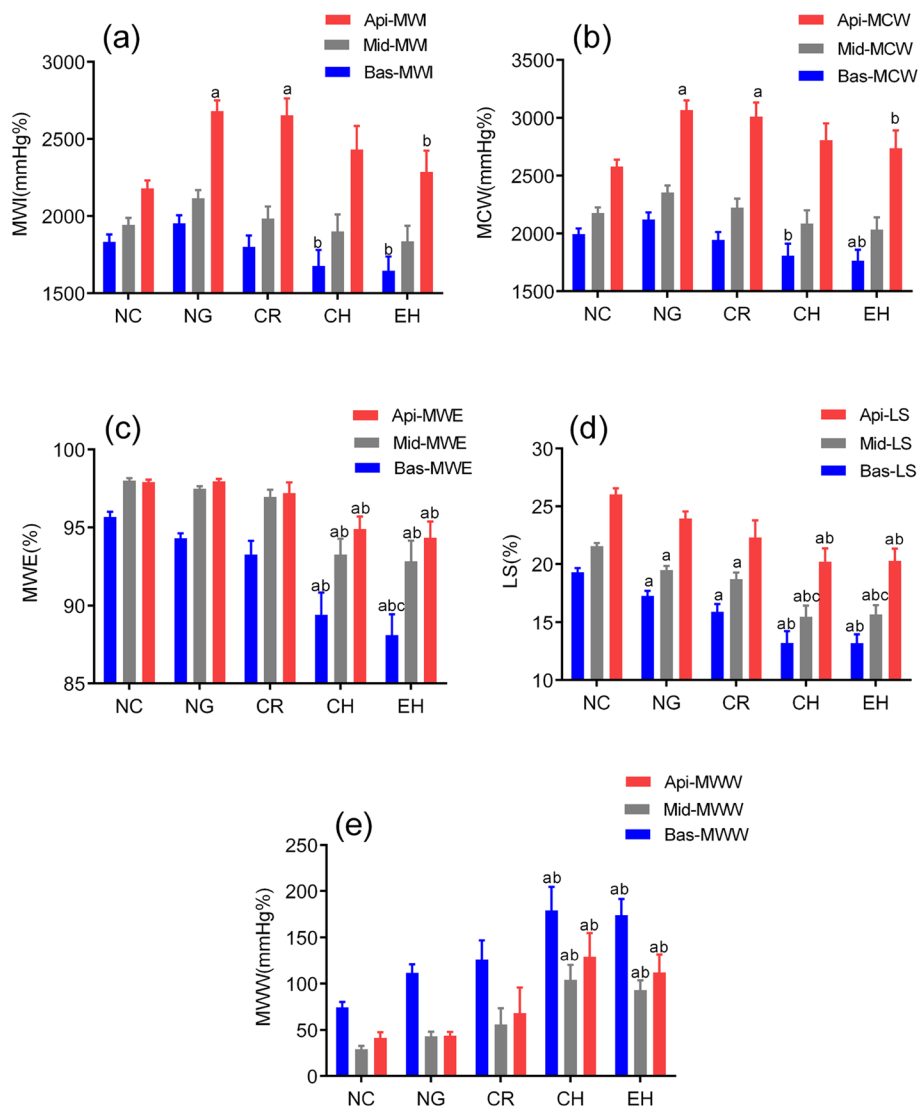 (a)
Api-MWI
Mid-MWI
Bas-MWI
MWI(mmHg%)
3000
2500
2000
1500
a
a
b
b
b
NC NG CR CH EH
(b)
Api-MCW
Mid-MCW
Bas-MCW
MCW(mmHg%)
3500
3000
2500
2000
1500
a
a
b
b
ab
NC NG CR CH EH
(c)
Api-MWE
Mid-MWE
Bas-MWE
MWE(%)
100
95
90
85
ab
ab
ab
ab
ab
abc
NC NG CR CH EH
(d)
Api-LS
Mid-LS
Bas-LS
LS(%)
30
25
20
15
10
a
a
a
a
ab
abc
ab
ab
abc
ab
NC NG CR CH EH
(e)
Api-MWW
Mid-MWW
Bas-MWW
MWW(mmHg%)
250
200
150
100
50
0
ab
ab
ab
ab
ab
ab
NC NG CR CH EH